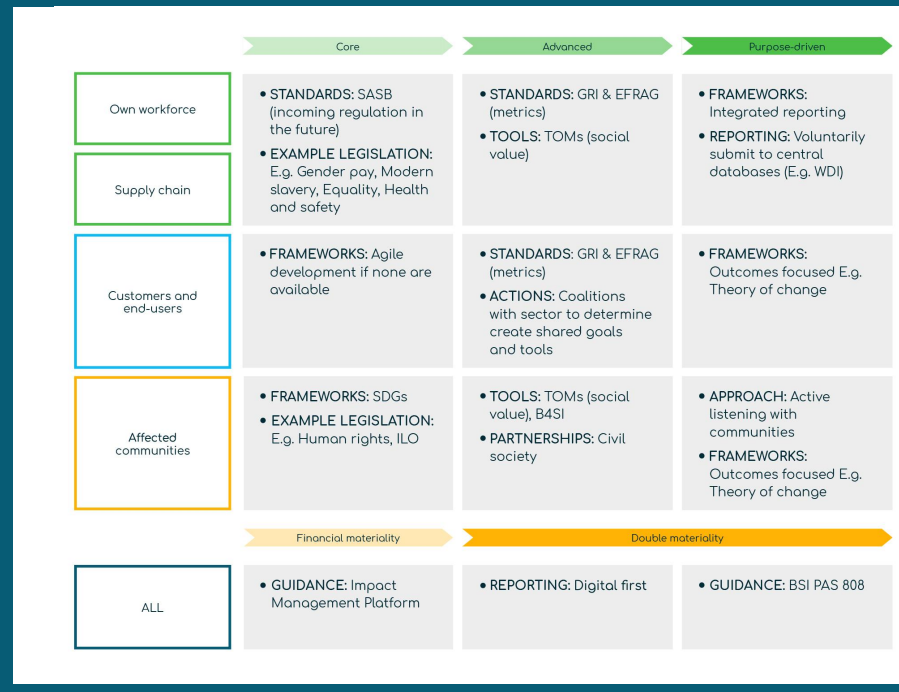 Core
Advanced
Purpose-driven
Own workforce
Supply chain
• STANDARDS: SASB
(incoming regulation in
the future)
• EXAMPLE LEGISLATION:
E.g. Gender pay, Modern
slavery, Equality, Health
and safety
• STANDARDS: GRI & EFRAG
(metrics)
• TOOLS: TOMs (social
value)
• FRAMEWORKS:
Integrated reporting
• REPORTING: Voluntarily
submit to central
databases (E.g. WDI)
Customers and
end-users
• FRAMEWORKS: Agile
development if none are
available
• STANDARDS: GRI & EFRAG
(metrics)
• ACTIONS: Coalitions
with sector to determine
create shared goals
and tools
• FRAMEWORKS:
Outcomes focused E.g.
Theory of change
Affected
communities
• FRAMEWORKS: SDGs
• EXAMPLE LEGISLATION:
E.g. Human rights, ILO
• TOOLS: TOMs (social
value), B4SI
• PARTNERSHIPS: Civil
society
• APPROACH: Active
listening with
communities
• FRAMEWORKS:
Outcomes focused E.g.
Theory of change
Financial materiality
Double materiality
ALL
• GUIDANCE: Impact
Management Platform
• REPORTING: Digital first
• GUIDANCE: BSI PAS 808